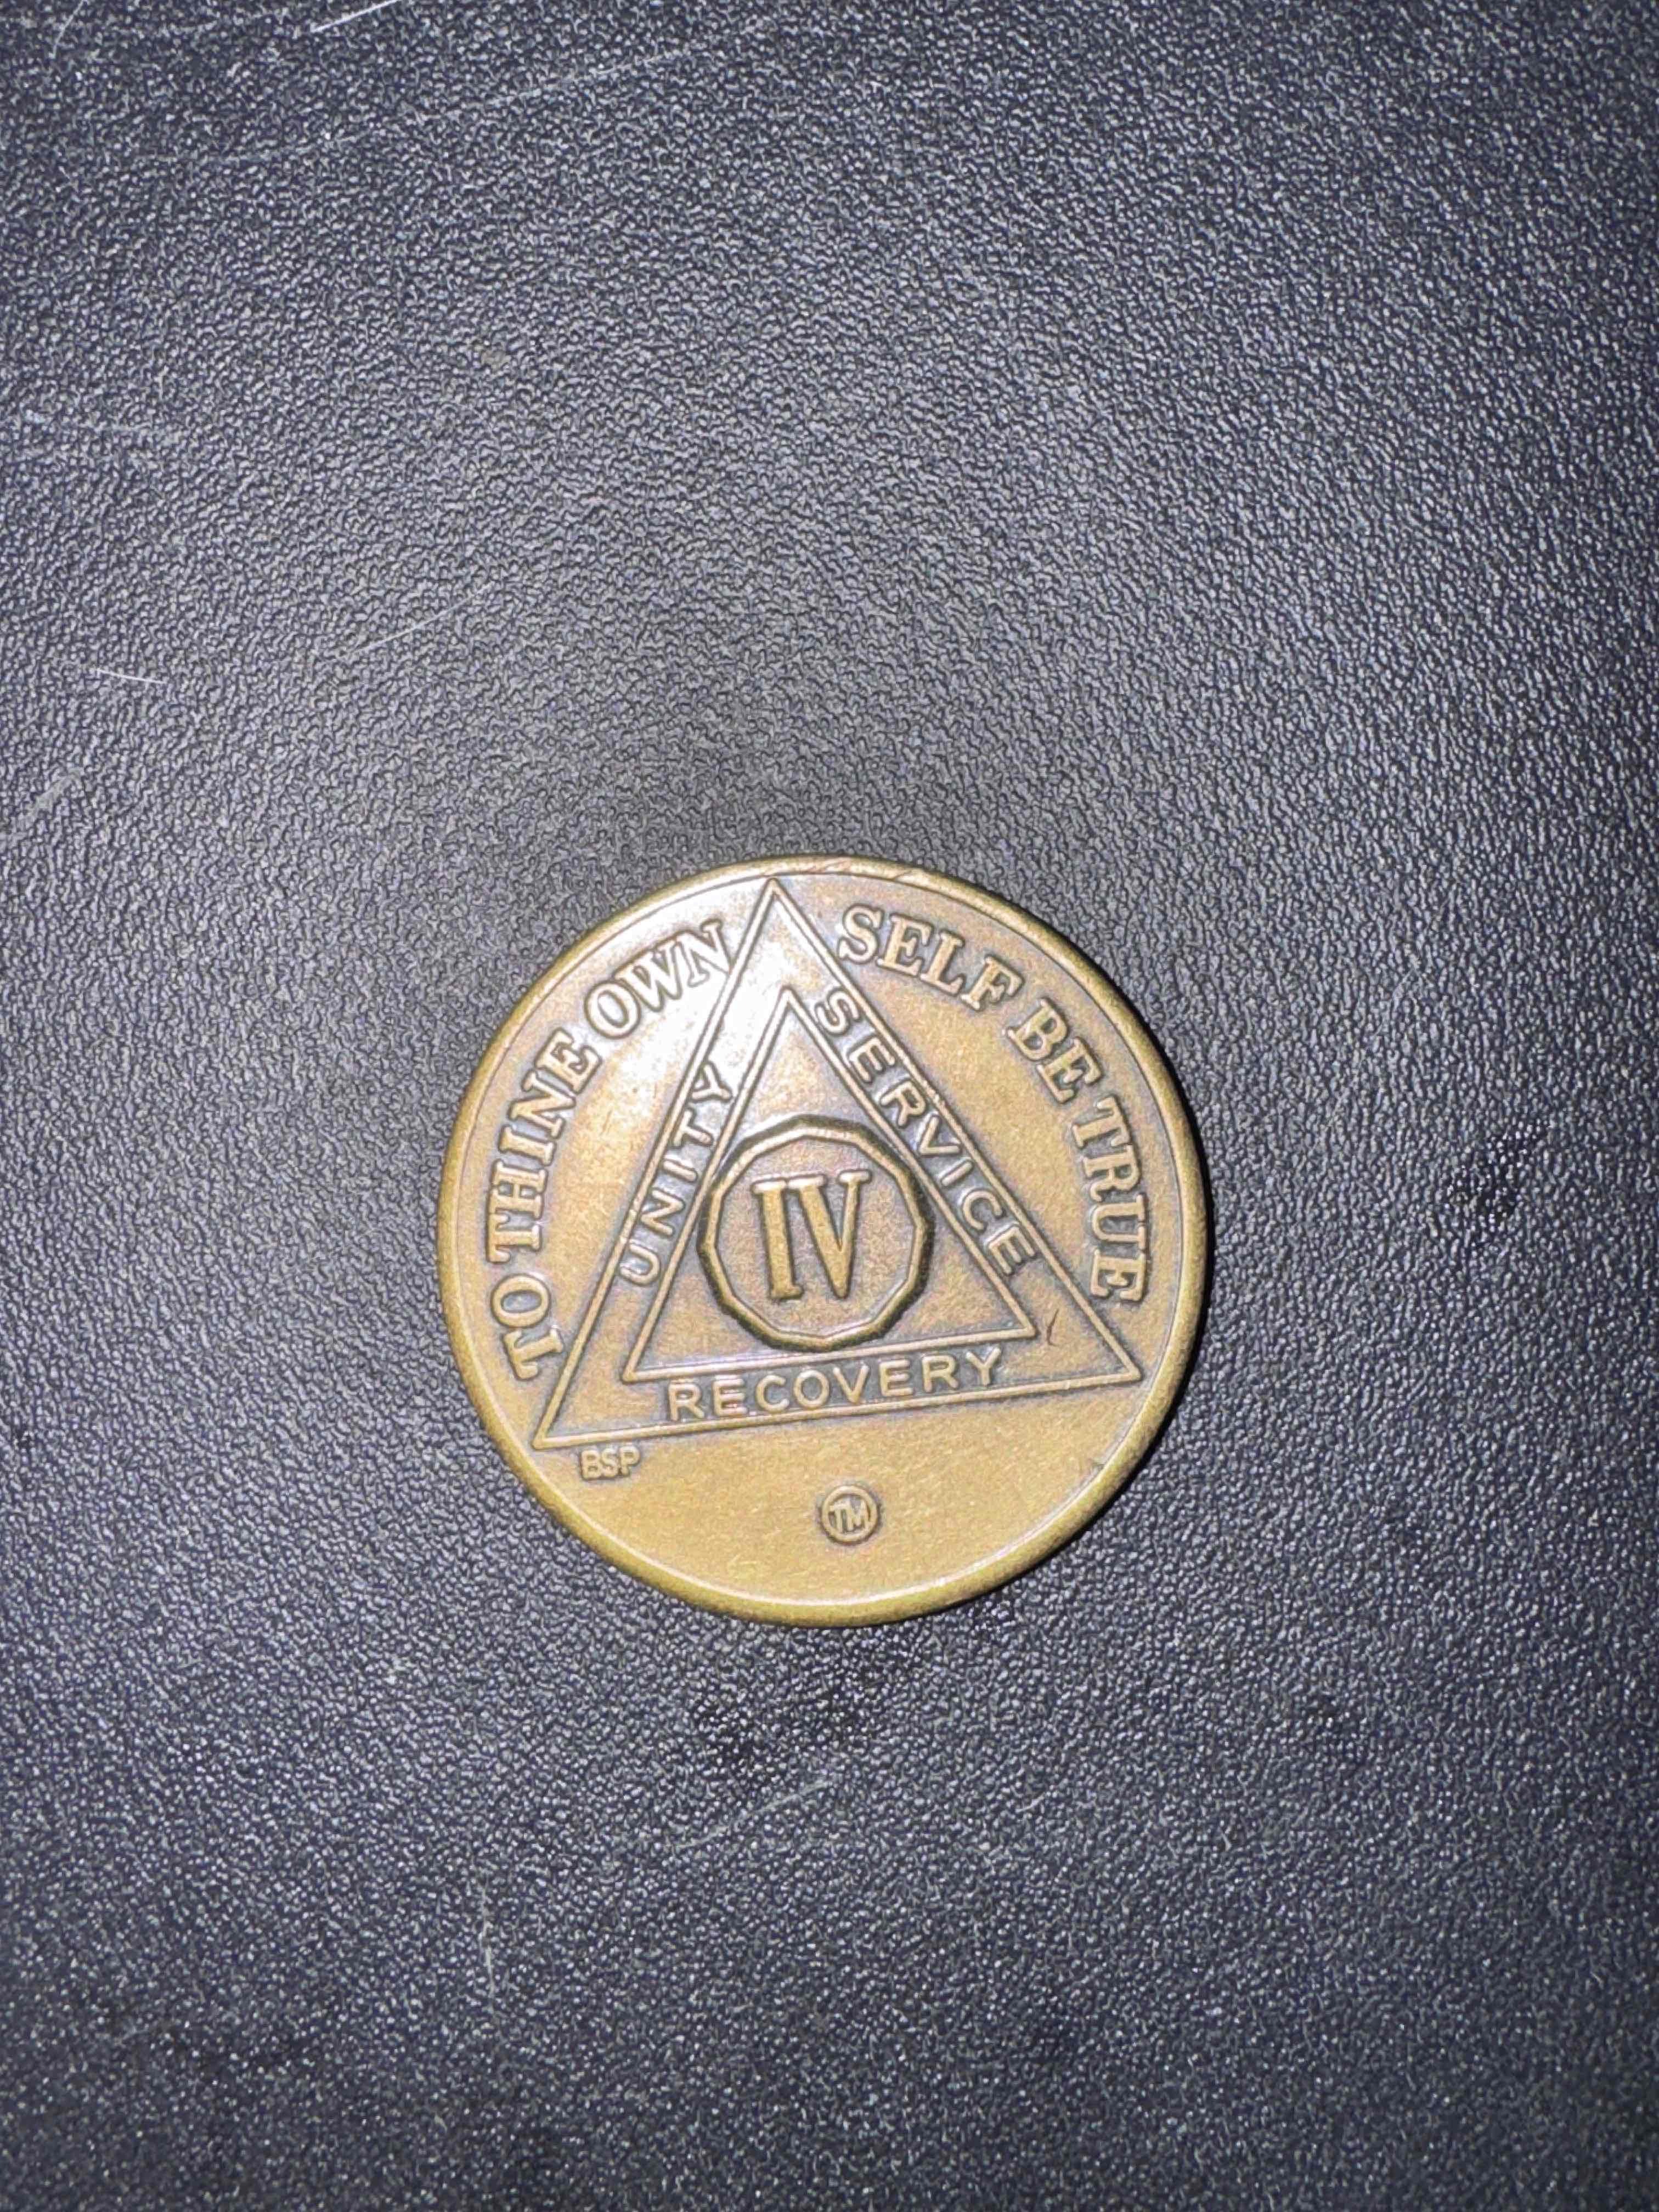 TO THINE OWN SELF BE TRUE
UNITY
SERVICE
IV
RECOVERY
BSP
TM